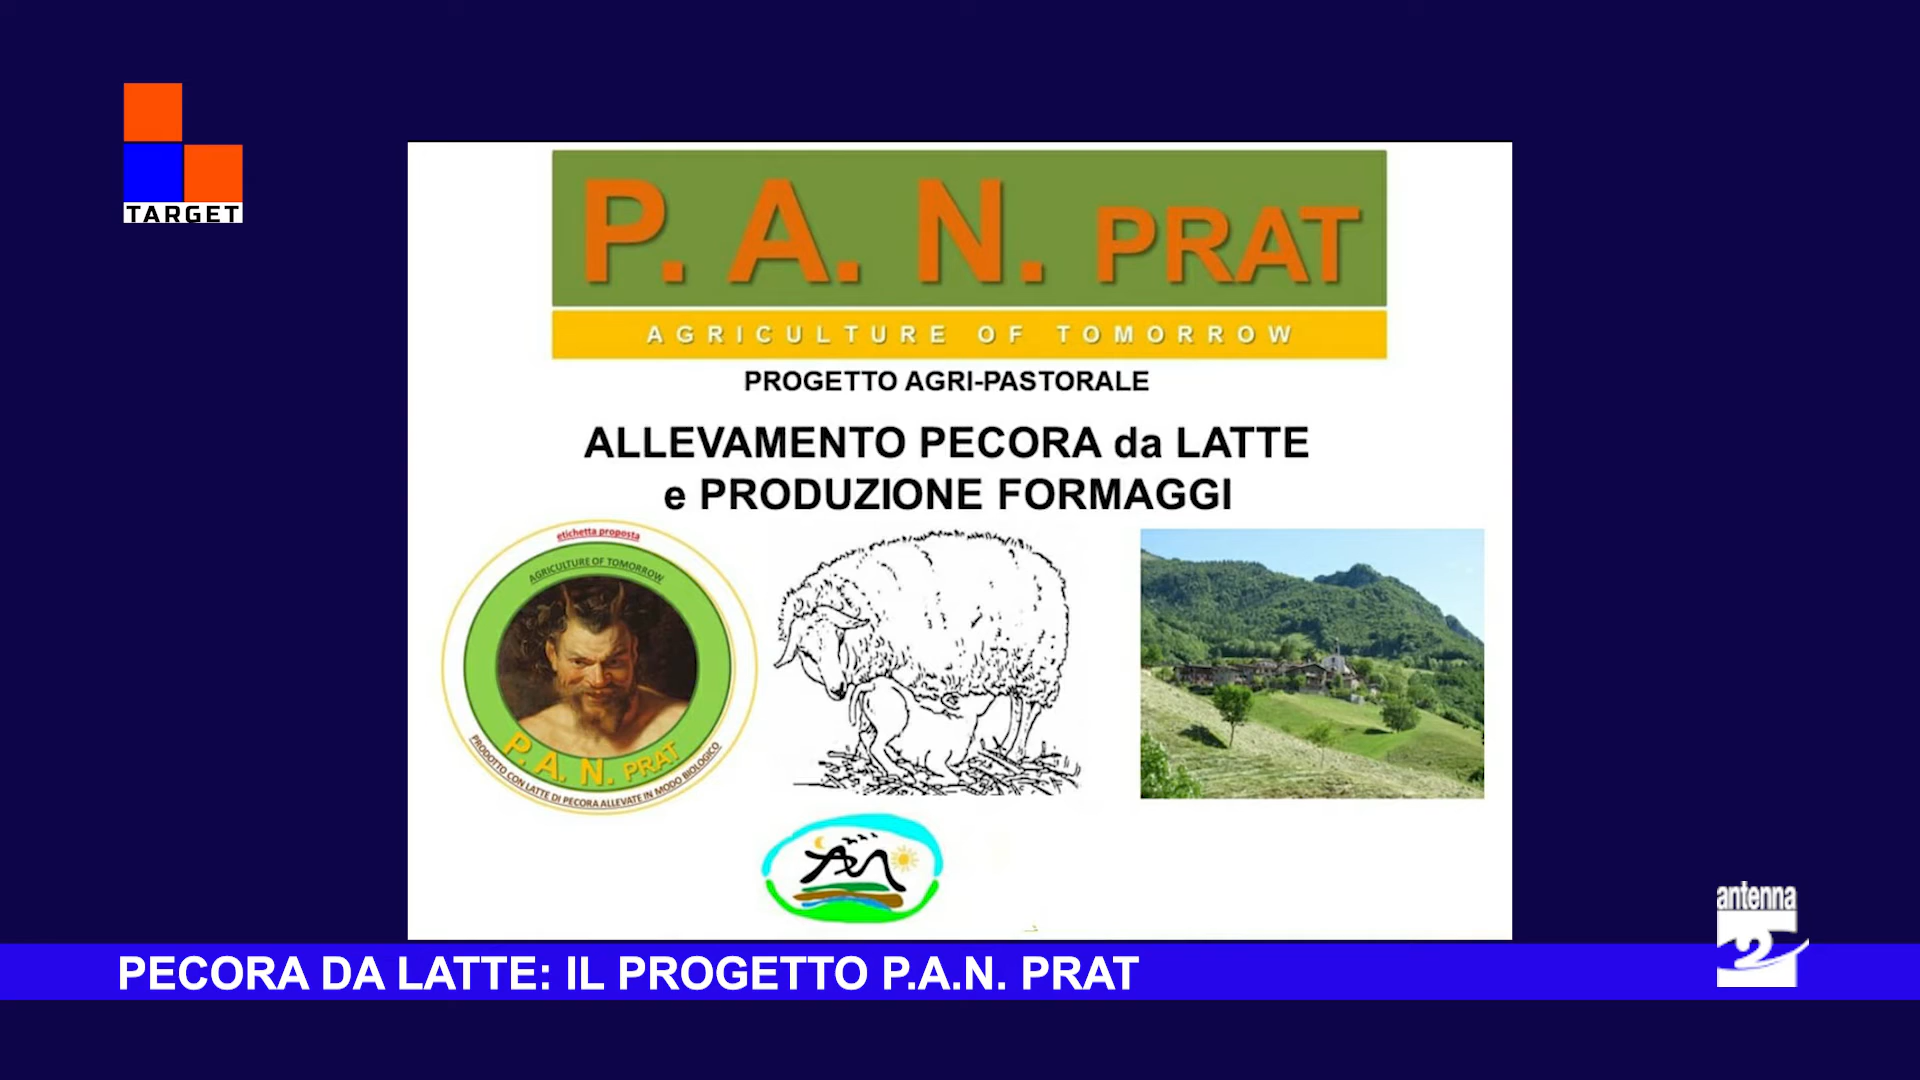 TARGET
P. A. N. PRAT
AGRICULTURE OF TOMORROW
PROGETTO AGRI-PASTORALE
ALLEVAMENTO PECORA da LATTE
e PRODUZIONE FORMAGGI
etichetta proposta
AGRICULTURE OF TOMORROW
P. A. N. PRAT
PRODOTTO CON LATTE DI PECORA ALLEVATE IN MODO BIOLOGICO
antenna
2
PECORA DA LATTE: IL PROGETTO P.A.N. PRAT